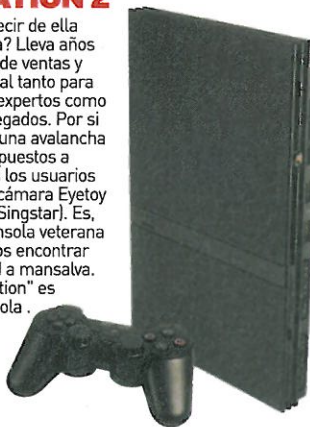 ATION 2
ecir de ella
a? Lleva años
de ventas y
al tanto para
expertos como
egados. Por si
una avalancha
puestos a
los usuarios
cámara Eyetoy
Singstar). Es,
nsola veterana
os encontrar
d a mansalva.
tion" es
ola .